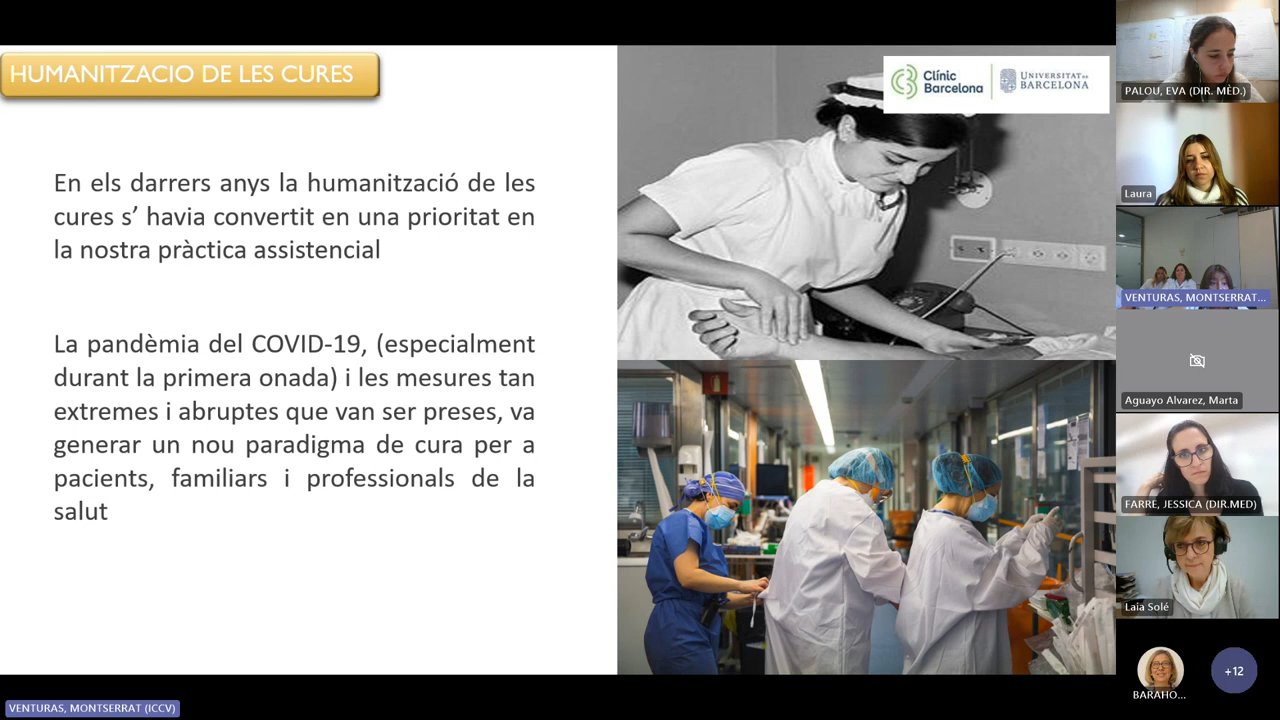 HUMANITZACIO DE LES CURES
En els darrers anys la humanització de les
cures s’ havia convertit en una prioritat en
la nostra pràctica assistencial
La pandèmia del COVID-19, (especialment
durant la primera onada) i les mesures tan
extremes i abruptes que van ser preses, va
generar un nou paradigma de cura per a
pacients, familiars i professionals de la
salut
Clínic
Barcelona
UNIVERSITAT DE
BARCELONA
PALOU, EVA (DIR. MÈD.)
Laura
VENTURAS, MONTSERRAT...
Aguayo Alvarez, Marta
FARRE, JESSICA (DIR.MED)
Laia Solé
BARAHO...
+12
VENTURAS, MONTSERRAT (ICCV)